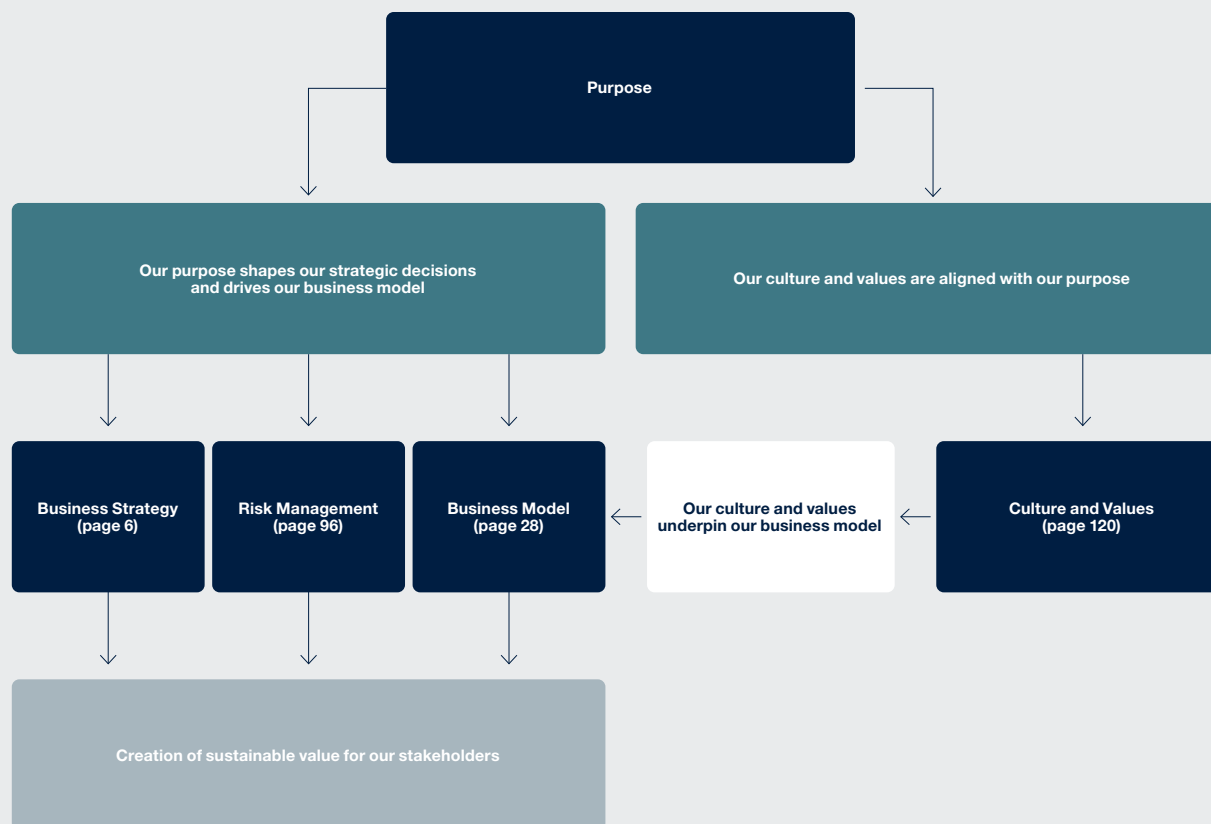 Purpose
Our purpose shapes our strategic decisions
and drives our business model
Our culture and values are aligned with our purpose
Business Strategy
(page 6)
Risk Management
(page 96)
Business Model
(page 28)
Our culture and values
underpin our business model
Culture and Values
(page 120)
Creation of sustainable value for our stakeholders